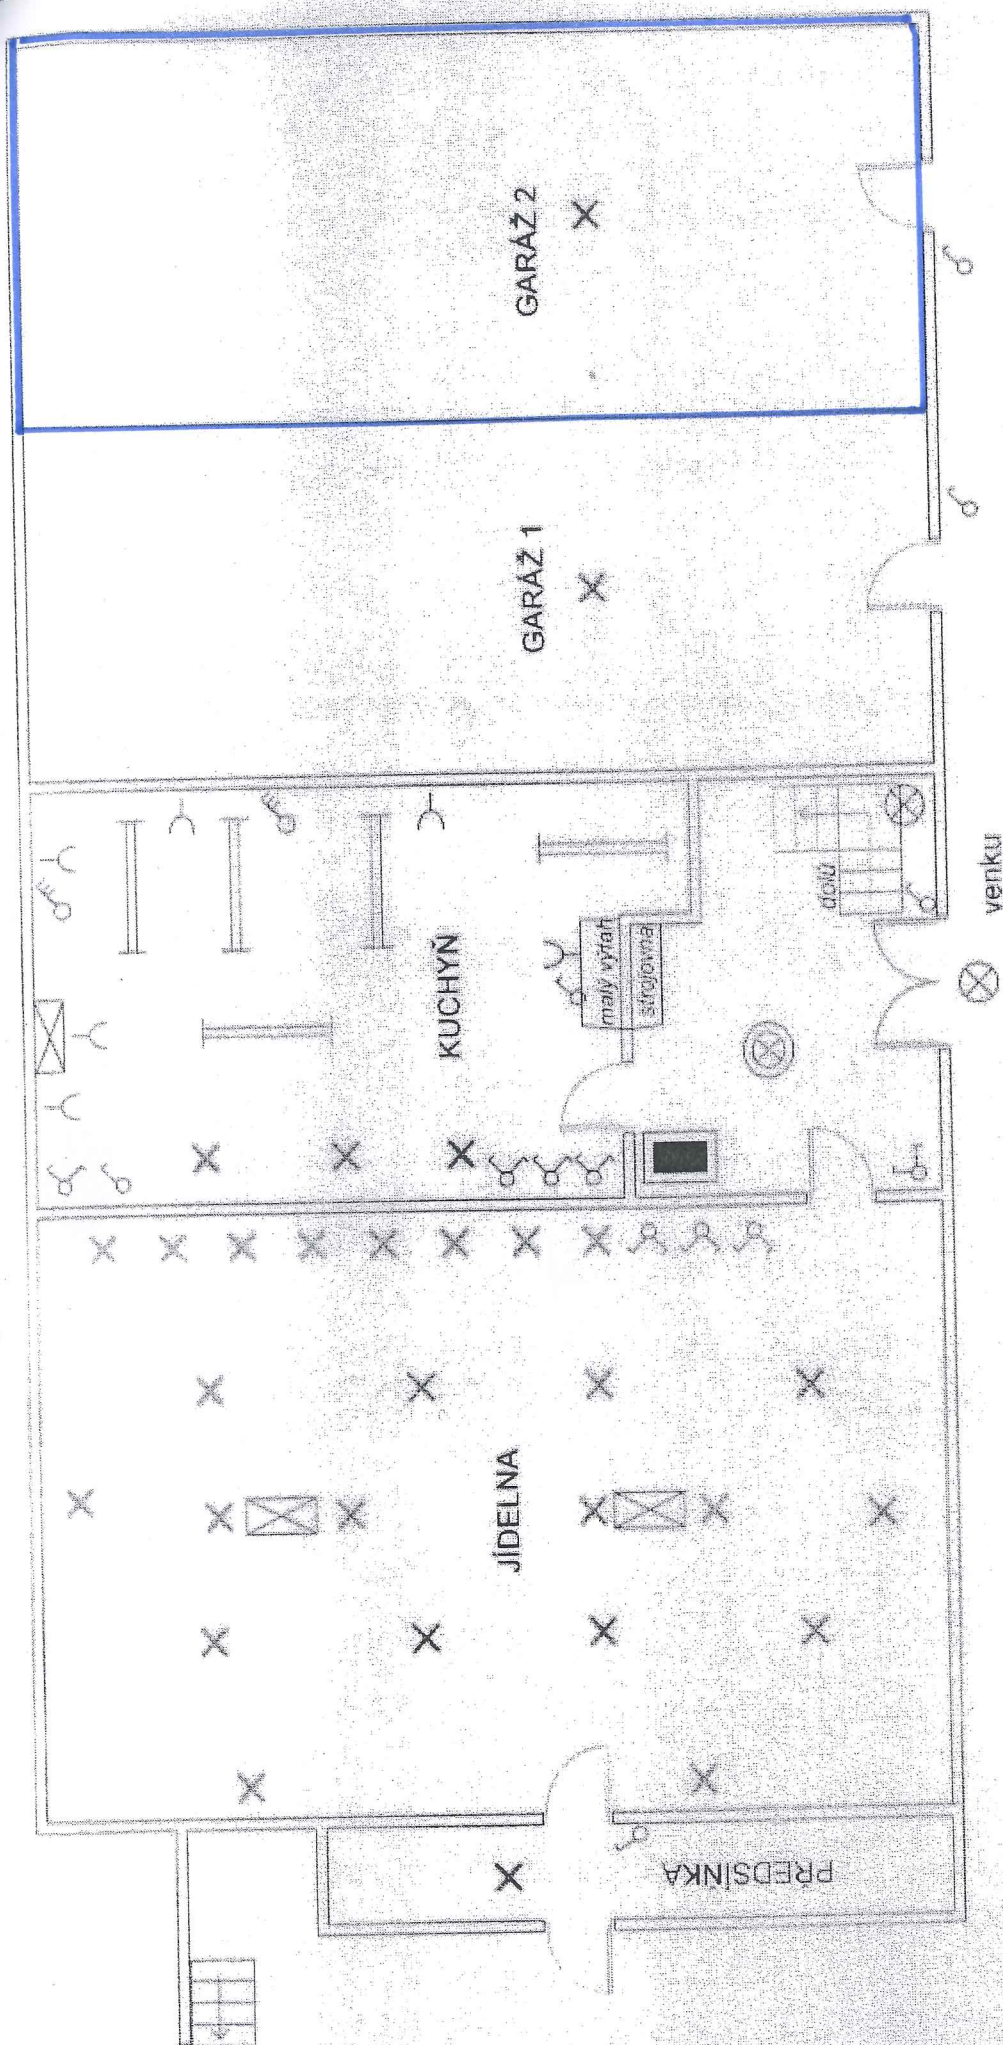 GARÁŽ 2
GARÁŽ 1
KUCHYŇ
malý výtah
strojovna
dolů
venku
JÍDELNA
PŘEDSÍŇKA